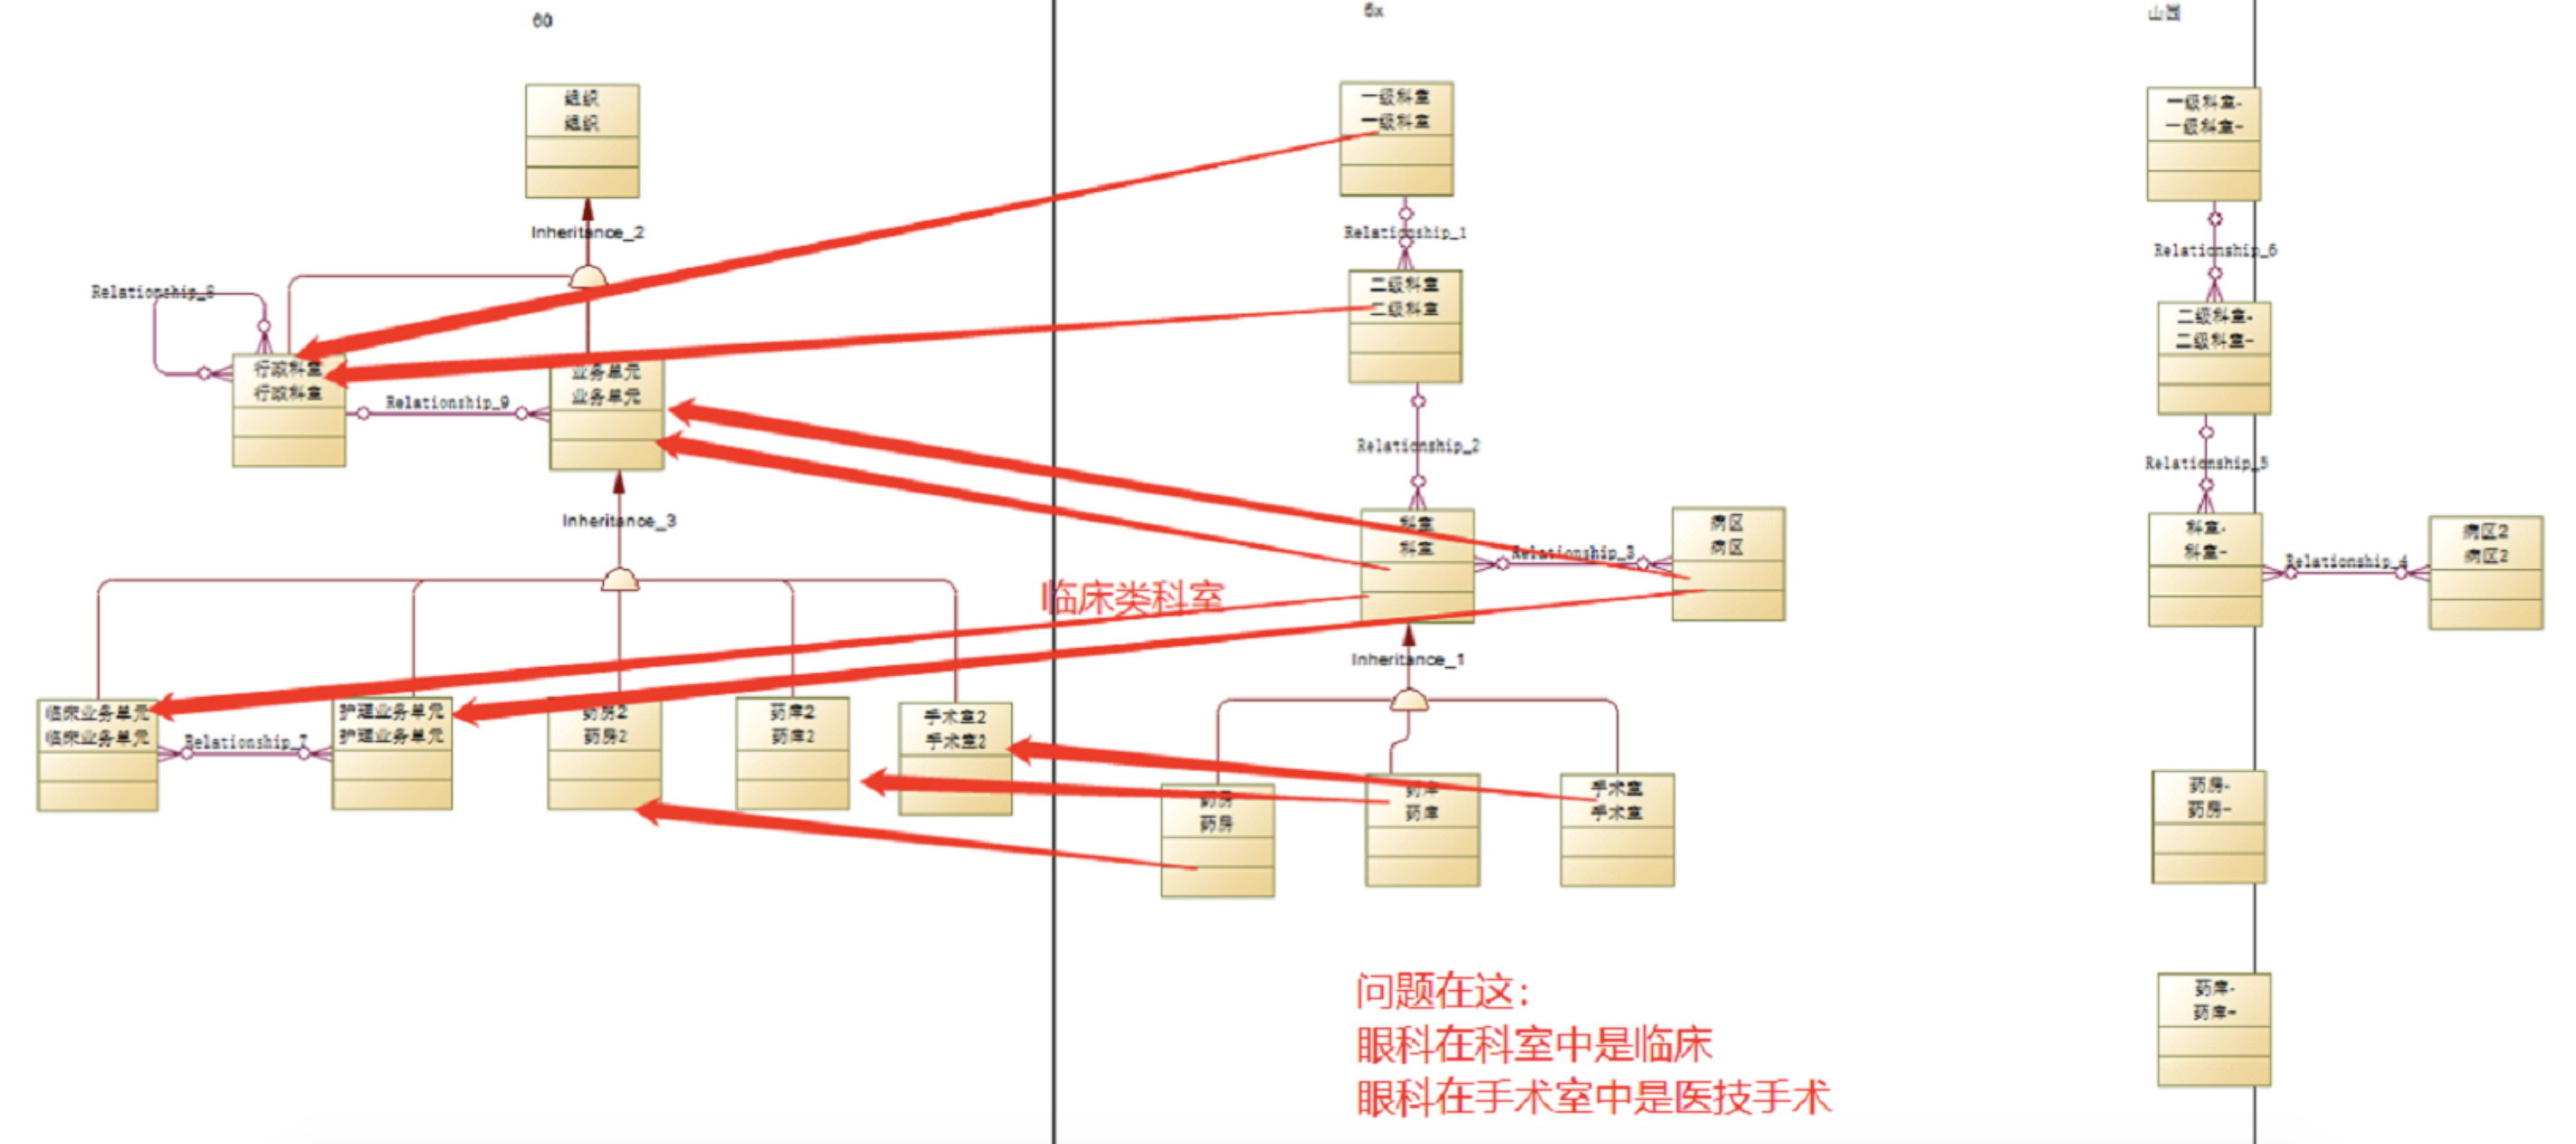 60
组织
组织
Inheritance_2
Relationship_8
行政科室
行政科室
Relationship_9
业务单元
业务单元
Inheritance_3
临床业务单元
临床业务单元
Relationship_7
护理业务单元
护理业务单元
药房2
药房2
药库2
药库2
手术室2
手术室2
6x
一级科室
一级科室
Relationship_1
二级科室
二级科室
Relationship_2
科室
科室
Relationship_3
病区
病区
临床类科室
Inheritance_1
药房
药房
药库
药库
手术室
手术室
问题在这：
眼科在科室中是临床
眼科在手术室中是医技手术
一级科室-
一级科室-
Relationship_6
二级科室-
二级科室-
Relationship_5
科室-
科室-
Relationship_4
病区2
病区2
药房-
药房-
药库-
药库-